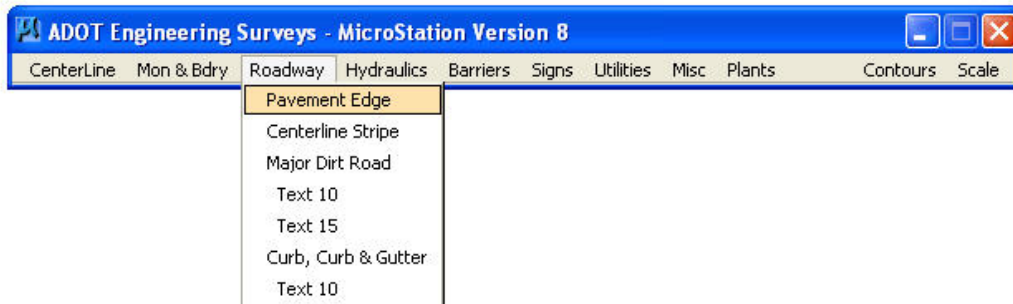 ADOT Engineering Surveys - MicroStation Version 8
CenterLine Mon & Bdry Roadway Hydraulics Barriers Signs Utilities Misc Plants Contours Scale
Pavement Edge
Centerline Stripe
Major Dirt Road
Text 10
Text 15
Curb, Curb & Gutter
Text 10